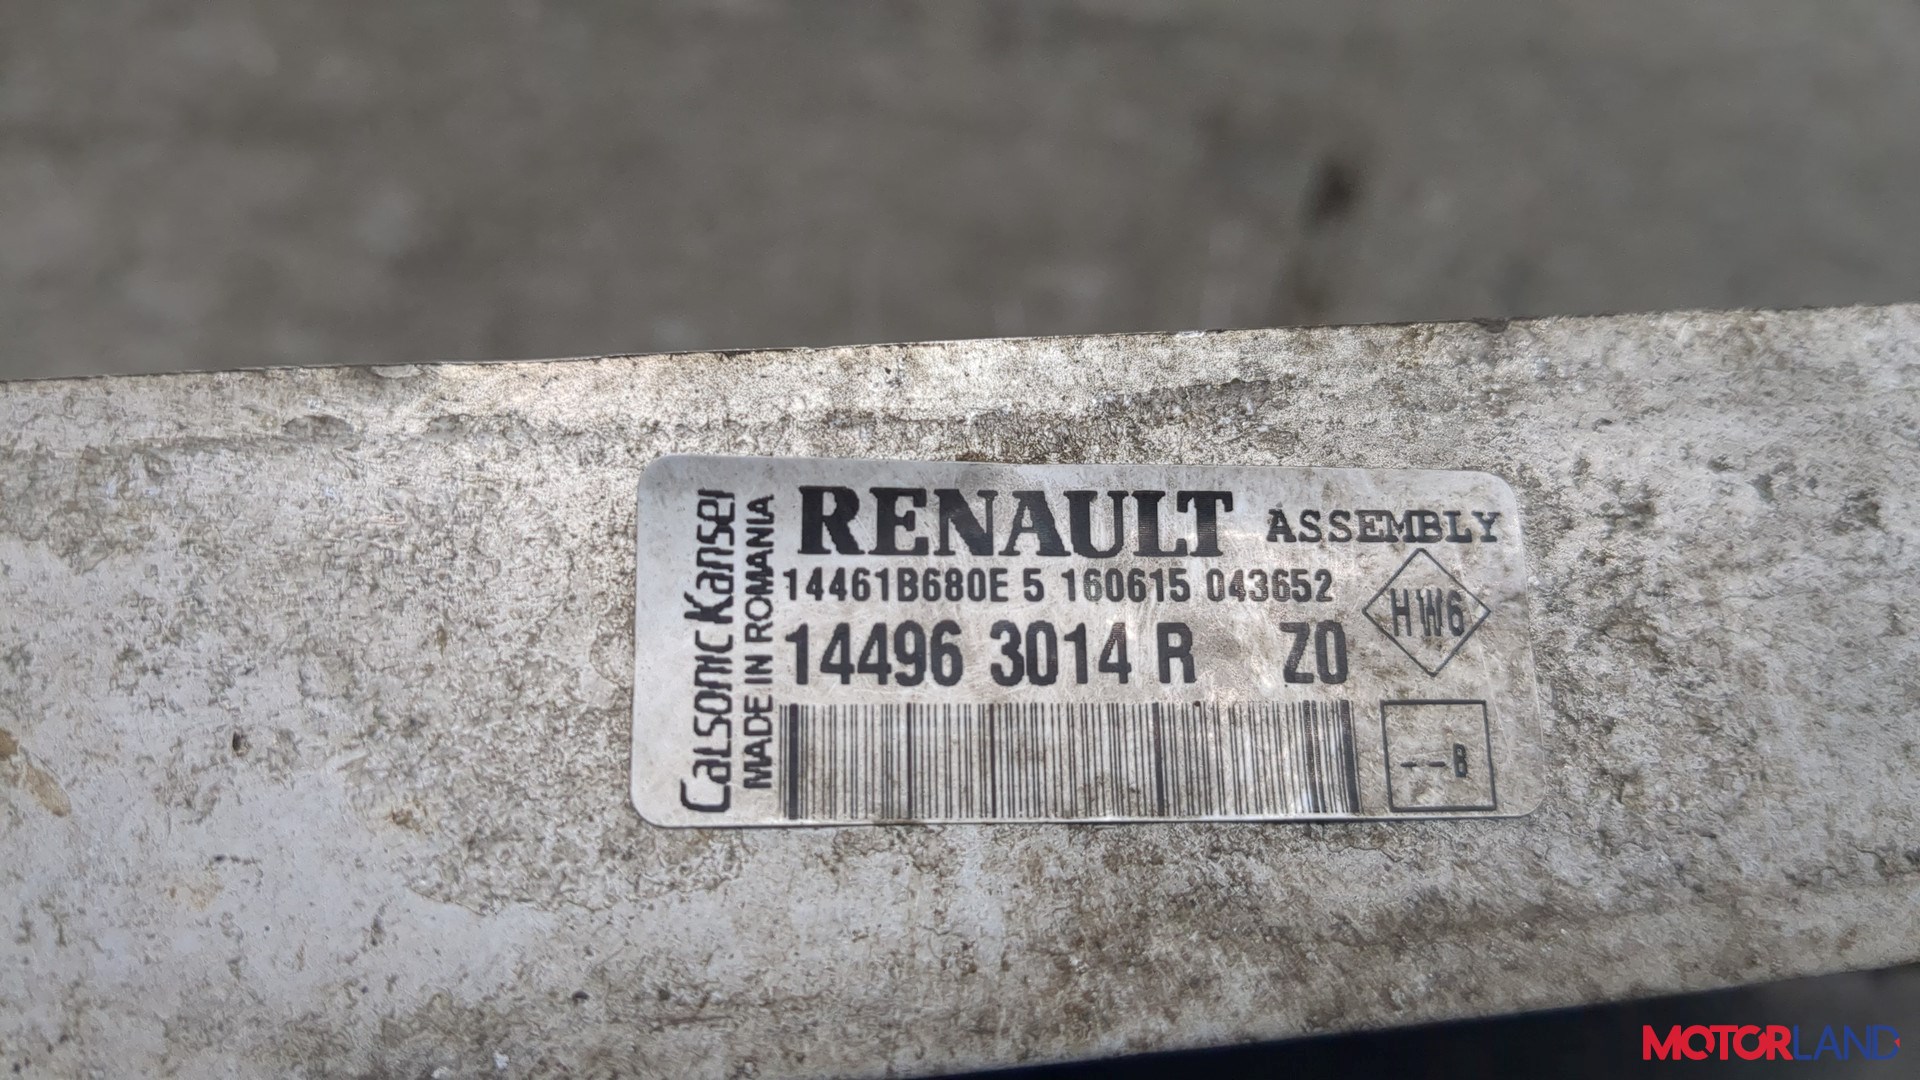 Calsonic Kansei
MADE IN ROMANIA
RENAULT ASSEMBLY
14461B680E 5 160615 043652
HW6
14496 3014 R Z0
--B
MOTORLAND